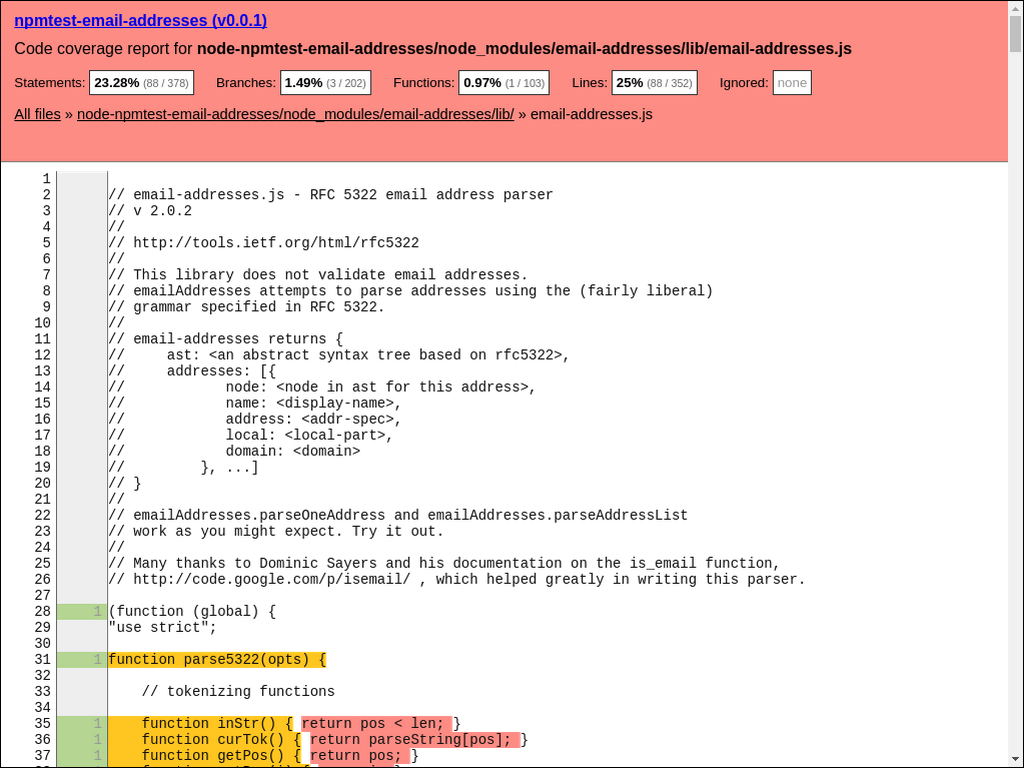 npmtest-email-addresses (v0.0.1)
Code coverage report for node-npmtest-email-addresses/node_modules/email-addresses/lib/email-addresses.js
Statements: 23.28% (88 / 378) Branches: 1.49% (3 / 202) Functions: 0.97% (1 / 103) Lines: 25% (88 / 352) Ignored: none
All files » node-npmtest-email-addresses/node_modules/email-addresses/lib/ » email-addresses.js
1
2 // email-addresses.js - RFC 5322 email address parser
3 // v 2.0.2
4 //
5 // http://tools.ietf.org/html/rfc5322
6 //
7 // This library does not validate email addresses.
8 // emailAddresses attempts to parse addresses using the (fairly liberal)
9 // grammar specified in RFC 5322.
10 //
11 // email-addresses returns {
12 //     ast: <an abstract syntax tree based on rfc5322>,
13 //     addresses: [{
14 //            node: <node in ast for this address>,
15 //            name: <display-name>,
16 //            address: <addr-spec>,
17 //            local: <local-part>,
18 //            domain: <domain>
19 //         }, ...]
20 // }
21 //
22 // emailAddresses.parseOneAddress and emailAddresses.parseAddressList
23 // work as you might expect. Try it out.
24 //
25 // Many thanks to Dominic Sayers and his documentation on the is_email function,
26 // http://code.google.com/p/isemail/ , which helped greatly in writing this parser.
27
28 1 (function (global) {
29 "use strict";
30
31 1 function parse5322(opts) {
32
33     // tokenizing functions
34
35 1     function inStr() { return pos < len; }
36 1     function curTok() { return parseString[pos]; }
37 1     function getPos() { return pos; }